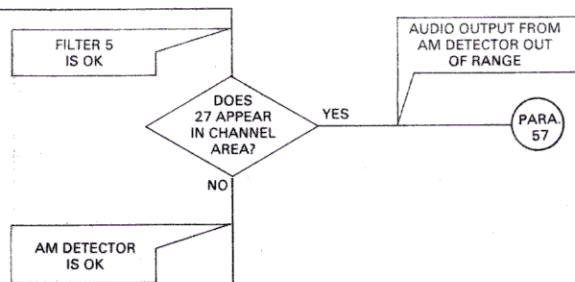 FILTER 5
IS OK
AUDIO OUTPUT FROM
AM DETECTOR OUT
OF RANGE
DOES
27 APPEAR
IN CHANNEL
AREA?
YES
PARA.
57
NO
AM DETECTOR
IS OK